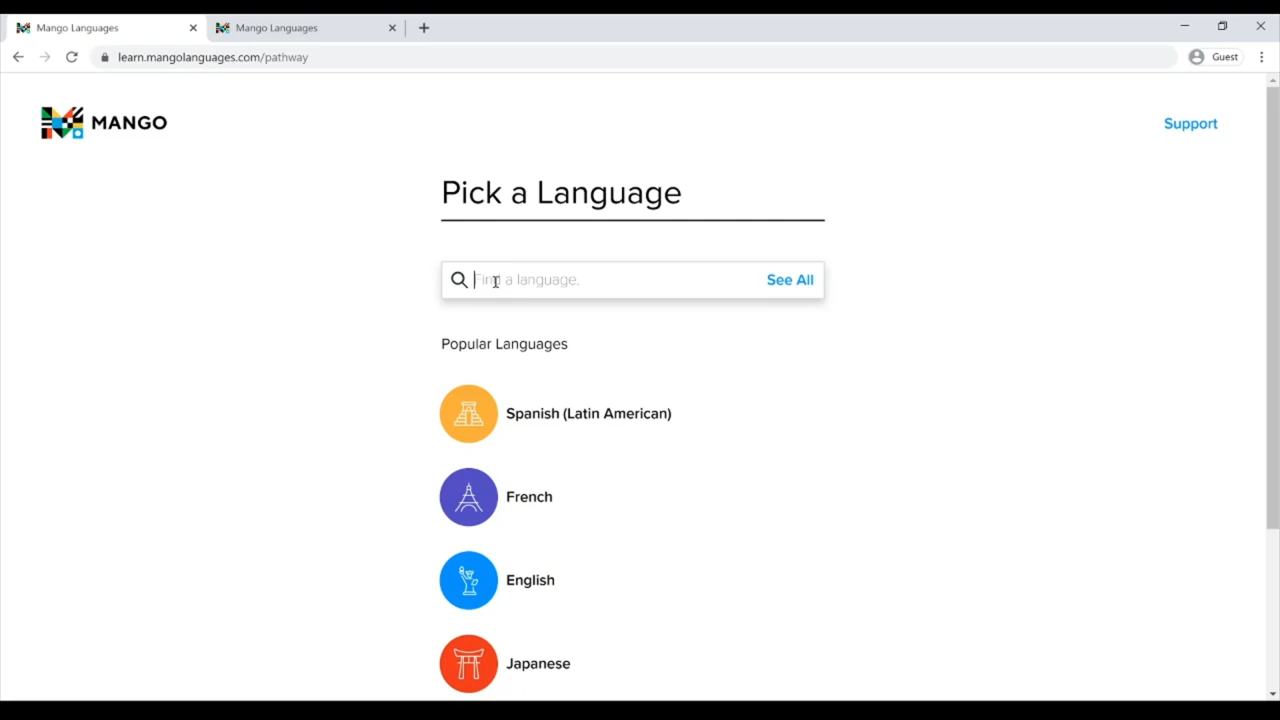 Mango Languages
Mango Languages
learn.mangolanguages.com/pathway
Guest
MANGO
Support
Pick a Language
Find a language.
See All
Popular Languages
Spanish (Latin American)
French
English
Japanese